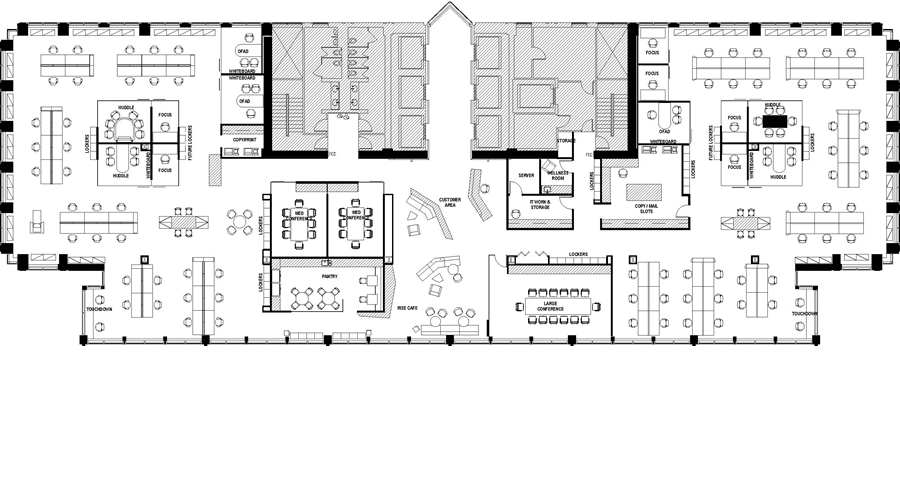 OFAD
WHITEBOARD
WHITEBOARD
OFAD
COPY/PRINT
HUDDLE
FOCUS
LOCKERS
FUTURE LOCKERS
WHITEBOARD
HUDDLE
FOCUS
FOCUS
FOCUS
OFAD
WHITEBOARD
STORAGE
SERVER
WELLNESS
ROOM
IT WORK &
STORAGE
LOCKERS
COPY/MAIL
SLOTS
LOCKERS
FUTURE LOCKERS
FOCUS
HUDDLE
LOCKERS
FOCUS
WHITEBOARD
HUDDLE
CUSTOMER
AREA
LOCKERS
MED
CONFERENCE
MED
CONFERENCE
LOCKERS
PANTRY
RISE CAFE
LOCKERS
LARGE
CONFERENCE
TOUCHDOWN
TOUCHDOWN